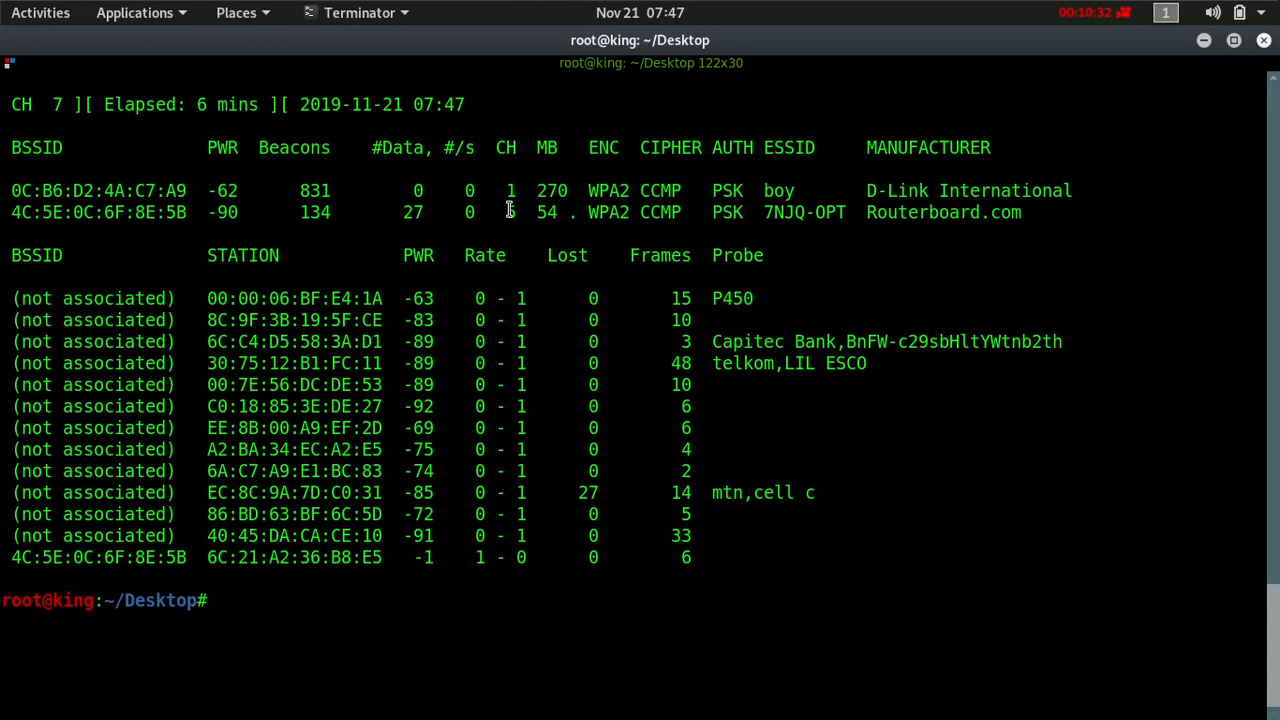 Activities Applications Places Terminator Nov 21 07:47 00:10:32 1
root@king: ~/Desktop
root@king: ~/Desktop 122x30
CH 7 ][ Elapsed: 6 mins ][ 2019-11-21 07:47
BSSID PWR Beacons #Data, #/s CH MB ENC CIPHER AUTH ESSID MANUFACTURER
0C:B6:D2:4A:C7:A9 -62 831 0 0 1 270 WPA2 CCMP PSK boy D-Link International
4C:5E:0C:6F:8E:5B -90 134 27 0 54 . WPA2 CCMP PSK 7NJQ-OPT Routerboard.com
BSSID STATION PWR Rate Lost Frames Probe
(not associated) 00:00:06:BF:E4:1A -63 0 - 1 0 15 P450
(not associated) 8C:9F:3B:19:5F:CE -83 0 - 1 0 10
(not associated) 6C:C4:D5:58:3A:D1 -89 0 - 1 0 3 Capitec Bank,BnFW-c29sbHltYWtnb2th
(not associated) 30:75:12:B1:FC:11 -89 0 - 1 0 48 telkom,LIL ESCO
(not associated) 00:7E:56:DC:DE:53 -89 0 - 1 0 10
(not associated) C0:18:85:3E:DE:27 -92 0 - 1 0 6
(not associated) EE:8B:00:A9:EF:2D -69 0 - 1 0 6
(not associated) A2:BA:34:EC:A2:E5 -75 0 - 1 0 4
(not associated) 6A:C7:A9:E1:BC:83 -74 0 - 1 0 2
(not associated) EC:8C:9A:7D:C0:31 -85 0 - 1 27 14 mtn,cell c
(not associated) 86:BD:63:BF:6C:5D -72 0 - 1 0 5
(not associated) 40:45:DA:CA:CE:10 -91 0 - 1 0 33
4C:5E:0C:6F:8E:5B 6C:21:A2:36:B8:E5 -1 1 - 0 0 6
root@king:~/Desktop#